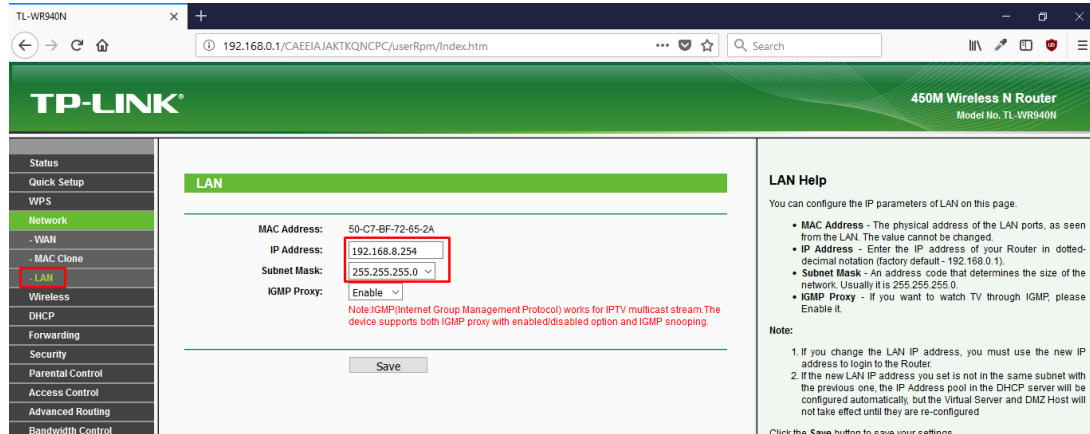 TL-WR940N
192.168.0.1/CAEEIAJAKTKQNCPC/userRpm/Index.htm
Search
TP-LINK®
450M Wireless N Router
Model No. TL-WR940N
Status
Quick Setup
WPS
Network
- WAN
- MAC Clone
- LAN
Wireless
DHCP
Forwarding
Security
Parental Control
Access Control
Advanced Routing
Bandwidth Control
LAN
MAC Address: 50-C7-BF-72-65-2A
IP Address: 192.168.8.254
Subnet Mask: 255.255.255.0
IGMP Proxy: Enable
Note:IGMP(Internet Group Management Protocol) works for IPTV multicast stream.The
device supports both IGMP proxy with enabled/disabled option and IGMP snooping.
Save
LAN Help
You can configure the IP parameters of LAN on this page.
• MAC Address - The physical address of the LAN ports, as seen
from the LAN. The value cannot be changed.
• IP Address - Enter the IP address of your Router in dotted-
decimal notation (factory default - 192.168.0.1).
• Subnet Mask - An address code that determines the size of the
network. Usually it is 255.255.255.0.
• IGMP Proxy - If you want to watch TV through IGMP, please
Enable it.
Note:
1. If you change the LAN IP address, you must use the new IP
address to login to the Router.
2. If the new LAN IP address you set is not in the same subnet with
the previous one, the IP Address pool in the DHCP server will be
configured automatically, but the Virtual Server and DMZ Host will
not take effect until they are re-configured
Click the Save button to save your settings.